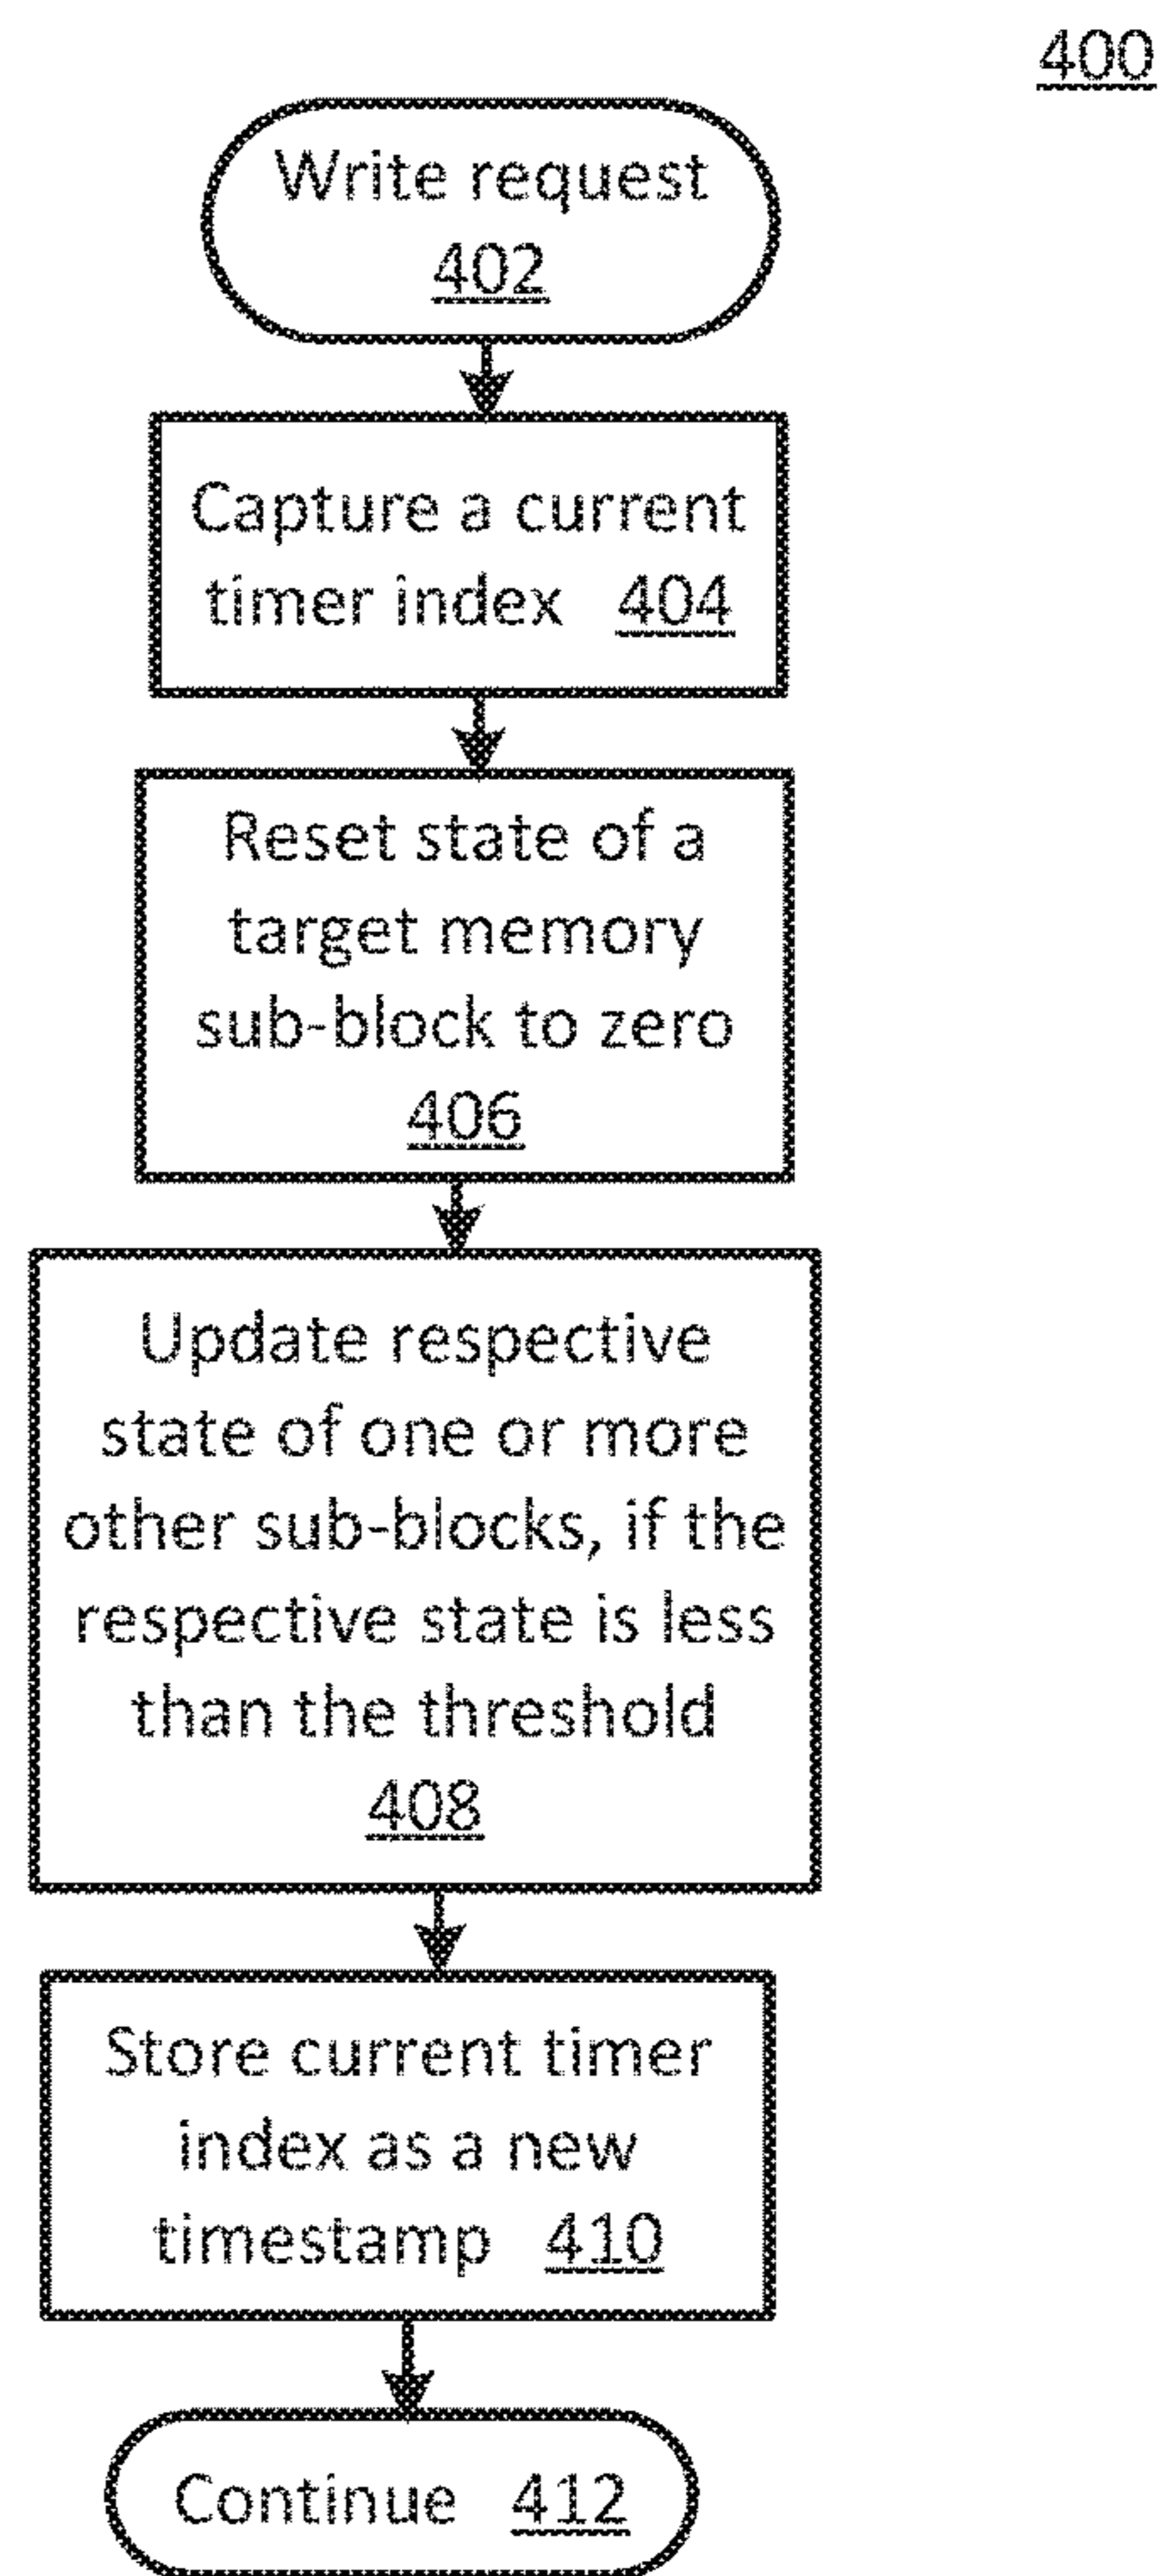 400
Write request
402
Capture a current
timer index 404
Reset state of a
target memory
sub-block to zero
406
Update respective
state of one or more
other sub-blocks, if the
respective state is less
than the threshold
408
Store current timer
index as a new
timestamp 410
Continue 412